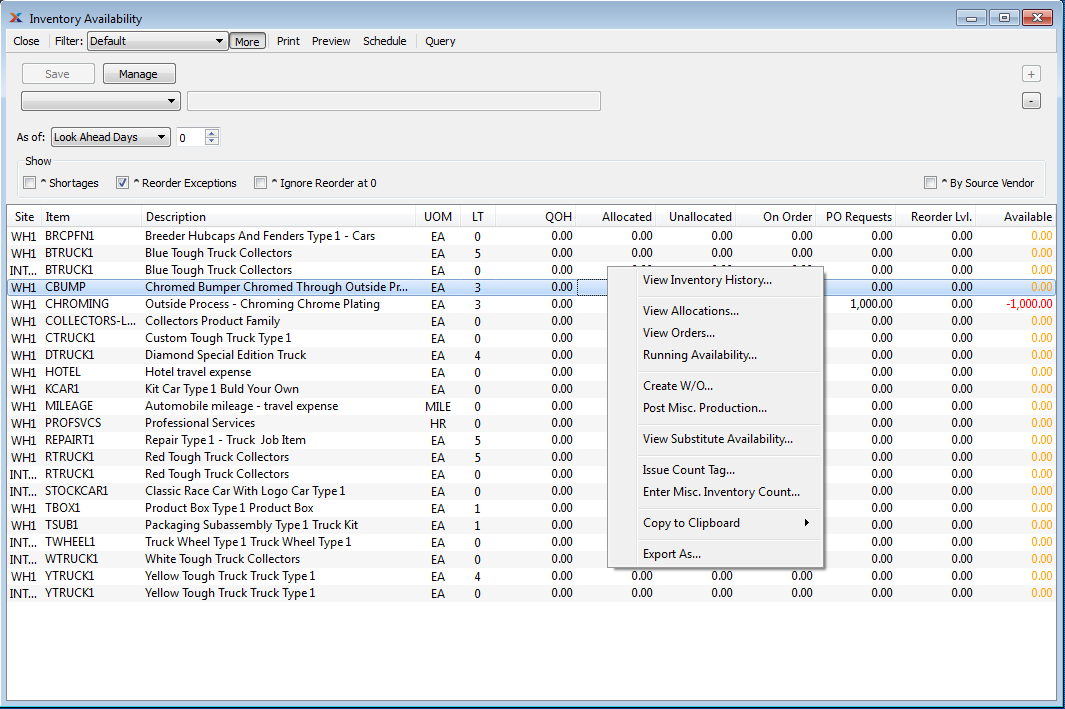 Inventory Availability
Close Filter: Default More Print Preview Schedule Query
Save Manage +
-
As of: Look Ahead Days 0
Show
^ Shortages ^ Reorder Exceptions ^ Ignore Reorder at 0 ^ By Source Vendor
Site Item Description UOM LT QOH Allocated Unallocated On Order PO Requests Reorder Lvl. Available
WH1 BRCPFN1 Breeder Hubcaps And Fenders Type 1 - Cars EA 0 0.00 0.00 0.00 0.00 0.00 0.00 0.00
WH1 BTRUCK1 Blue Tough Truck Collectors EA 5 0.00 0.00 0.00 0.00 0.00 0.00 0.00
INT... BTRUCK1 Blue Tough Truck Collectors EA 0 0.00 0.00 0.00 0.00 0.00 0.00 0.00
WH1 CBUMP Chromed Bumper Chromed Through Outside Pr... EA 3 0.00 0.00 0.00 0.00
WH1 CHROMING Outside Process - Chroming Chrome Plating EA 3 0.00 1,000.00 0.00 -1,000.00
WH1 COLLECTORS-L... Collectors Product Family EA 0 0.00 0.00 0.00 0.00
WH1 CTRUCK1 Custom Tough Truck Type 1 EA 0 0.00 0.00 0.00 0.00
WH1 DTRUCK1 Diamond Special Edition Truck EA 4 0.00 0.00 0.00 0.00
WH1 HOTEL Hotel travel expense EA 0 0.00 0.00 0.00 0.00
WH1 KCAR1 Kit Car Type 1 Buld Your Own EA 0 0.00 0.00 0.00 0.00
WH1 MILEAGE Automobile mileage - travel expense MILE 0 0.00 0.00 0.00 0.00
WH1 PROFSVCS Professional Services HR 0 0.00 0.00 0.00 0.00
WH1 REPAIRT1 Repair Type 1 - Truck Job Item EA 5 0.00 0.00 0.00 0.00
WH1 RTRUCK1 Red Tough Truck Collectors EA 5 0.00 0.00 0.00 0.00
INT... RTRUCK1 Red Tough Truck Collectors EA 0 0.00 0.00 0.00 0.00
INT... STOCKCAR1 Classic Race Car With Logo Car Type 1 EA 0 0.00 0.00 0.00 0.00
WH1 TBOX1 Product Box Type 1 Product Box EA 1 0.00 0.00 0.00 0.00
WH1 TSUB1 Packaging Subassembly Type 1 Truck Kit EA 1 0.00 0.00 0.00 0.00
INT... TWHEEL1 Truck Wheel Type 1 Truck Wheel Type 1 EA 0 0.00 0.00 0.00 0.00
INT... WTRUCK1 White Tough Truck Collectors EA 0 0.00 0.00 0.00 0.00
WH1 YTRUCK1 Yellow Tough Truck Truck Type 1 EA 4 0.00 0.00 0.00 0.00 0.00 0.00 0.00
INT... YTRUCK1 Yellow Tough Truck Truck Type 1 EA 0 0.00 0.00 0.00 0.00 0.00 0.00 0.00
View Inventory History...
View Allocations...
View Orders...
Running Availability...
Create W/O...
Post Misc. Production...
View Substitute Availability...
Issue Count Tag...
Enter Misc. Inventory Count...
Copy to Clipboard
Export As...